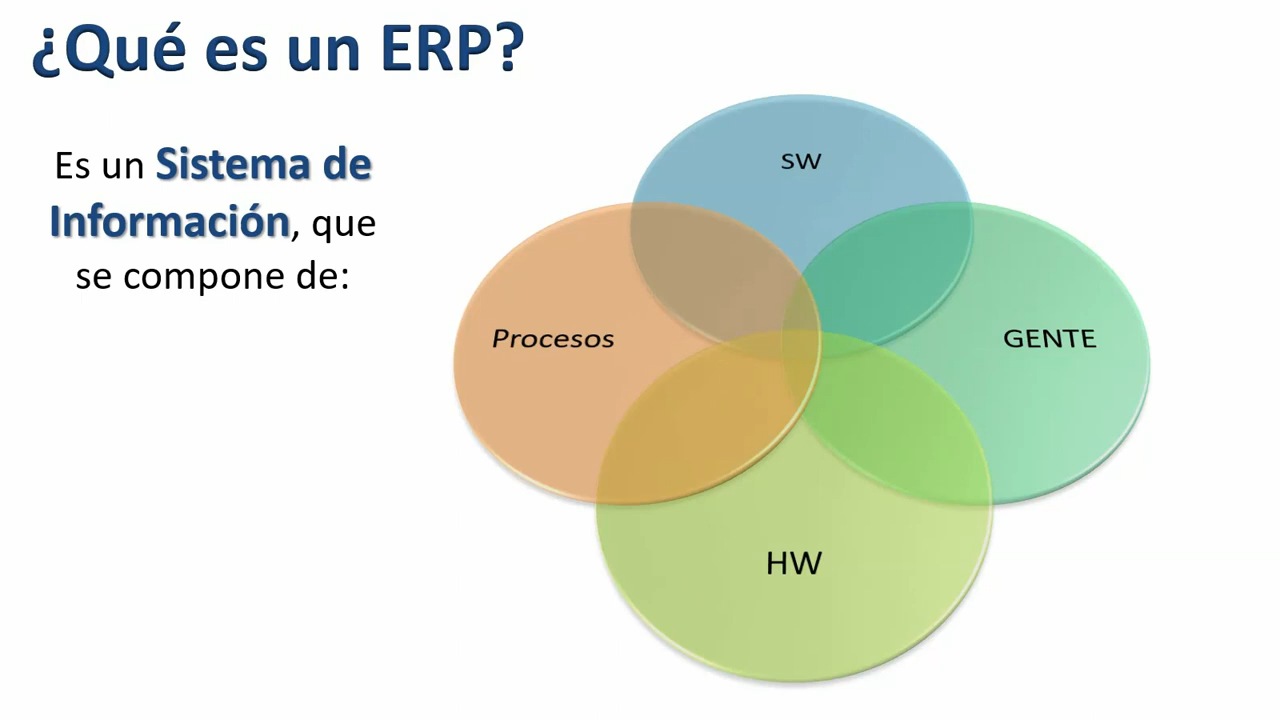 ¿Qué es un ERP?
Es un Sistema de
Información, que
se compone de:
SW
Procesos
GENTE
HW